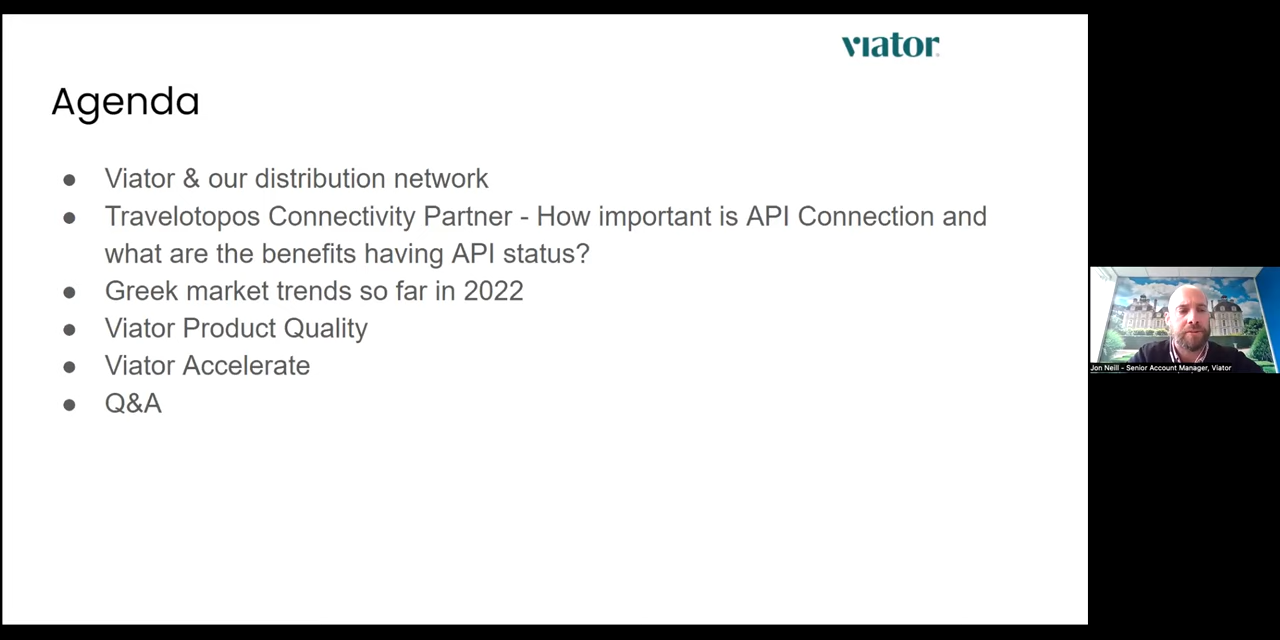 viator
Agenda
● Viator & our distribution network
● Travelotopos Connectivity Partner - How important is API Connection and
what are the benefits having API status?
● Greek market trends so far in 2022
● Viator Product Quality
● Viator Accelerate
● Q&A
Jon Neill - Senior Account Manager, Viator